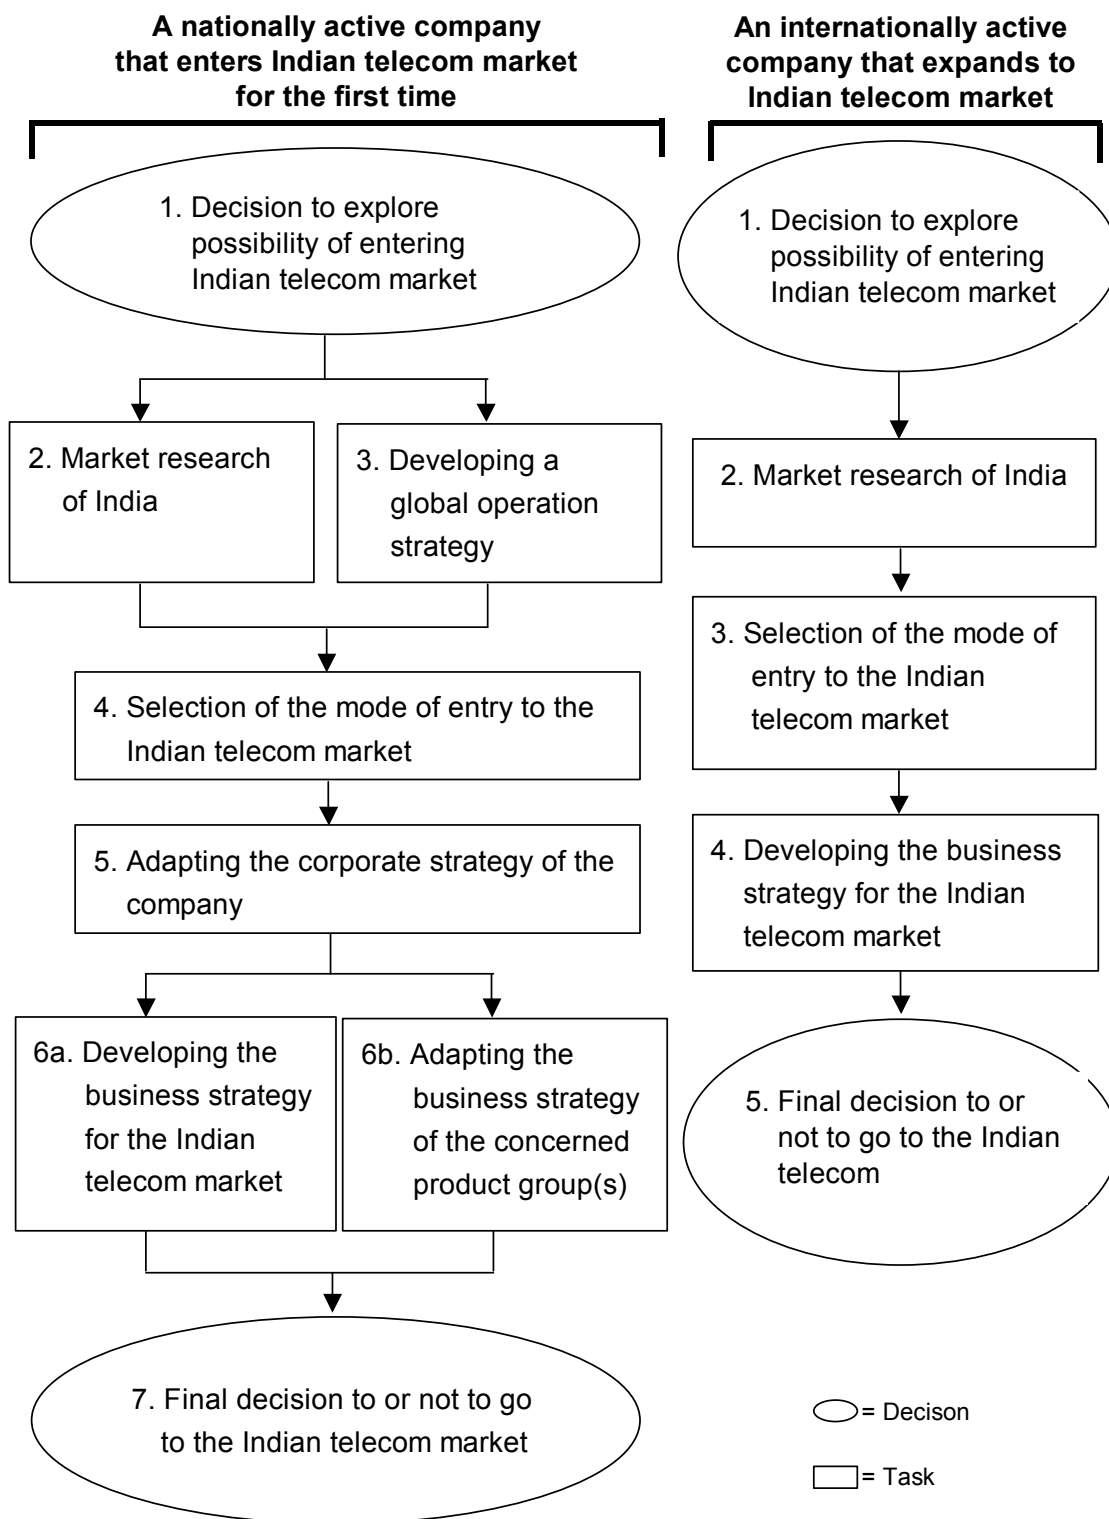 A nationally active company
that enters Indian telecom market
for the first time
1. Decision to explore
possibility of entering
Indian telecom market
2. Market research
of India
3. Developing a
global operation
strategy
4. Selection of the mode of entry to the
Indian telecom market
5. Adapting the corporate strategy of the
company
6a. Developing the
business strategy
for the Indian
telecom market
6b. Adapting the
business strategy
of the concerned
product group(s)
7. Final decision to or not to go
to the Indian telecom market
An internationally active
company that expands to
Indian telecom market
1. Decision to explore
possibility of entering
Indian telecom market
2. Market research of India
3. Selection of the mode of
entry to the Indian
telecom market
4. Developing the business
strategy for the Indian
telecom market
5. Final decision to or
not to go to the Indian
telecom
= Decison
= Task